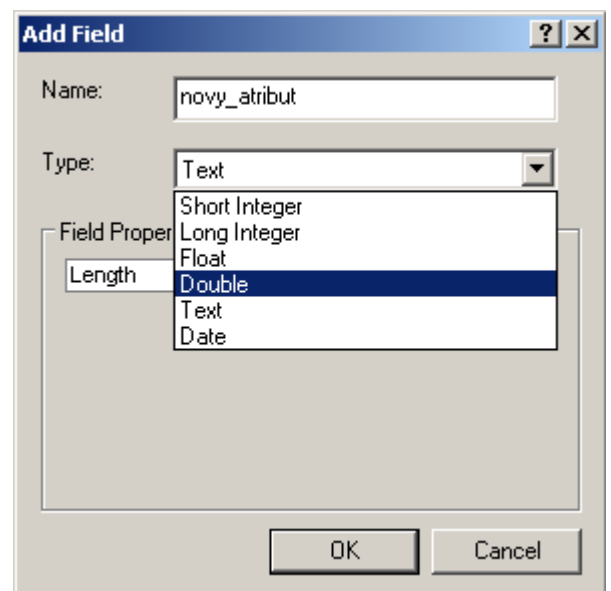 Add Field
Name: novy_atribut
Type: Text
Short Integer
Field Proper Long Integer
Float
Length Double
Text
Date
OK Cancel